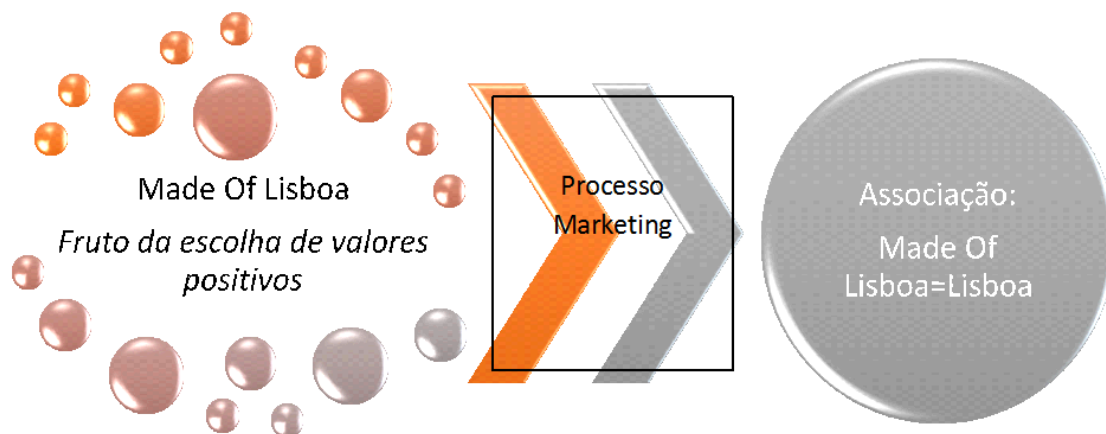 Made Of Lisboa
Fruto da escolha de valores
positivos
Processo
Marketing
Associação:
Made Of
Lisboa=Lisboa